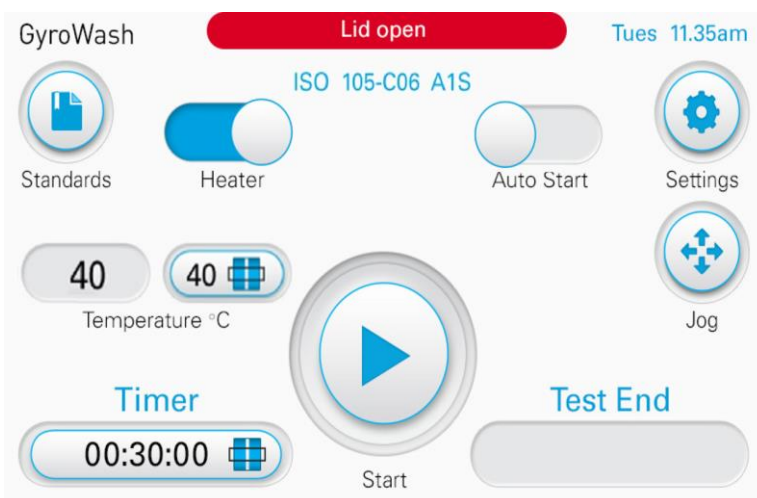 GyroWash
Lid open
Tues 11.35am
ISO 105-C06 A1S
Standards
Heater
Auto Start
Settings
40
40
Temperature °C
Jog
Timer
Test End
00:30:00
Start